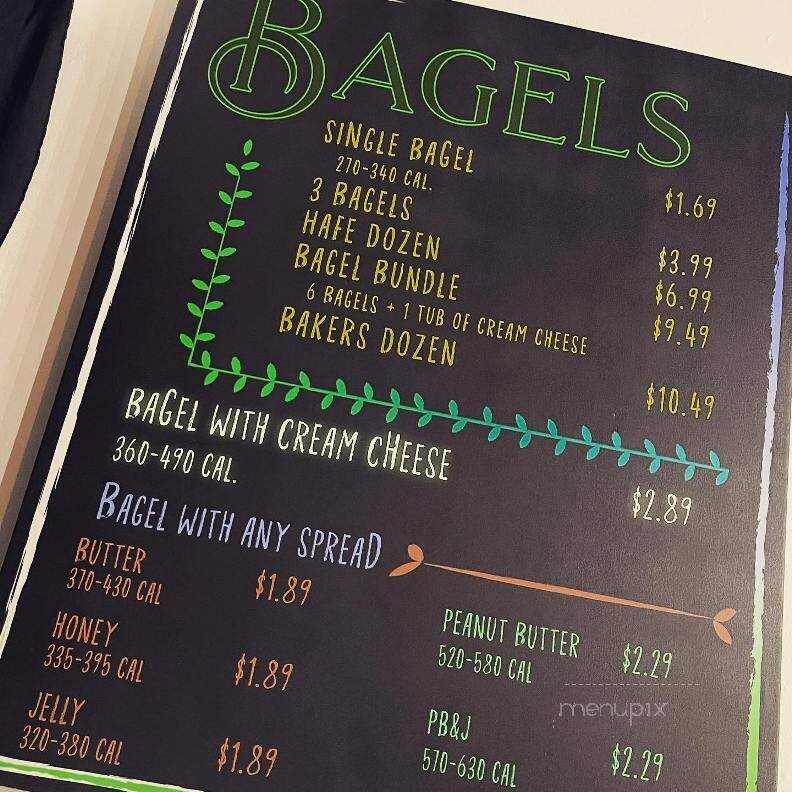 BAGELS
SINGLE BAGEL $1.69
270-340 CAL.
3 BAGELS $3.99
HAFE DOZEN $6.99
BAGEL BUNDLE $9.49
6 BAGELS + 1 TUB OF CREAM CHEESE
BAKERS DOZEN $10.49
BAGEL WITH CREAM CHEESE $2.89
360-490 CAL.
BAGEL WITH ANY SPREAD
BUTTER $1.89
370-430 CAL
HONEY $1.89
335-395 CAL
JELLY $1.89
320-380 CAL
PEANUT BUTTER $2.29
520-580 CAL
PB&J $2.29
570-630 CAL
menupix